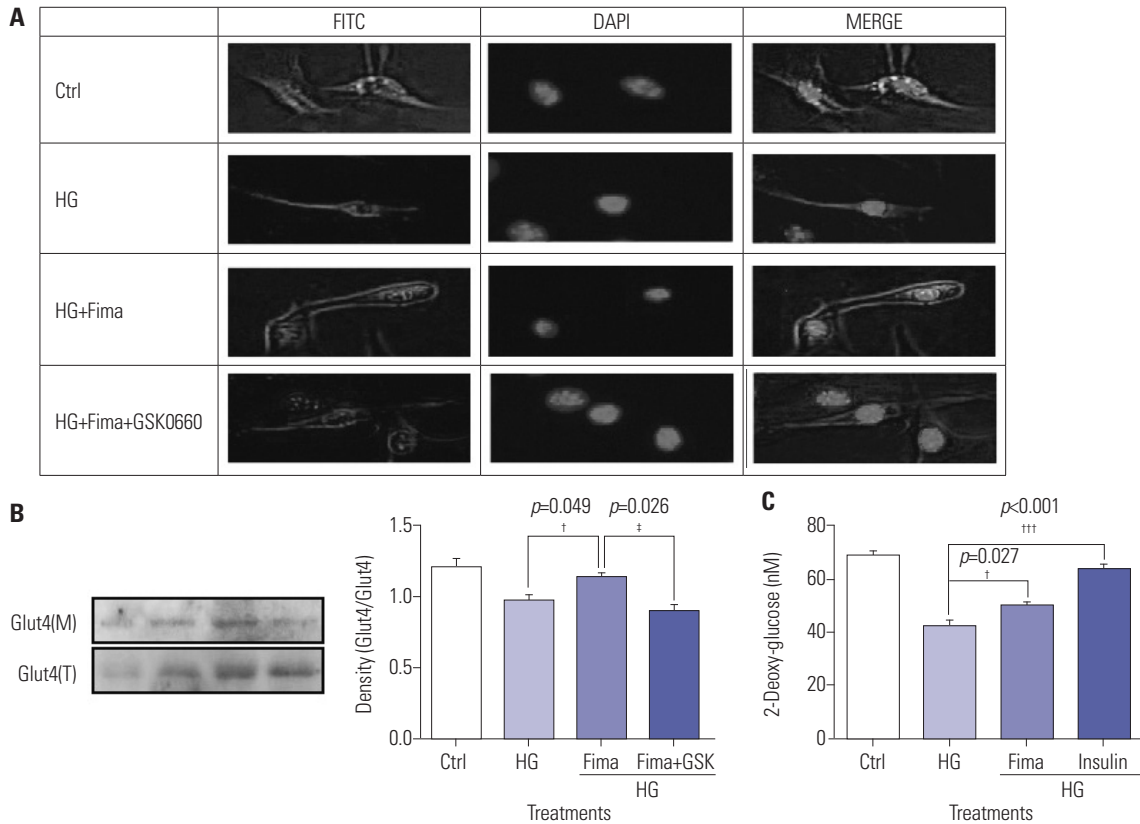 A
FITC DAPI MERGE
Ctrl
HG
HG+Fima
HG+Fima+GSK0660
B
Glut4(M)
Glut4(T)
p=0.049 p=0.026
† ‡
Density (Glut4/Glut4)
1.5
1.0
0.5
0.0
Ctrl HG Fima Fima+GSK
HG
Treatments
C
p<0.001
†††
p=0.027
†
2-Deoxy-glucose (nM)
80
60
40
60
0
Ctrl HG Fima Insulin
HG
Treatments